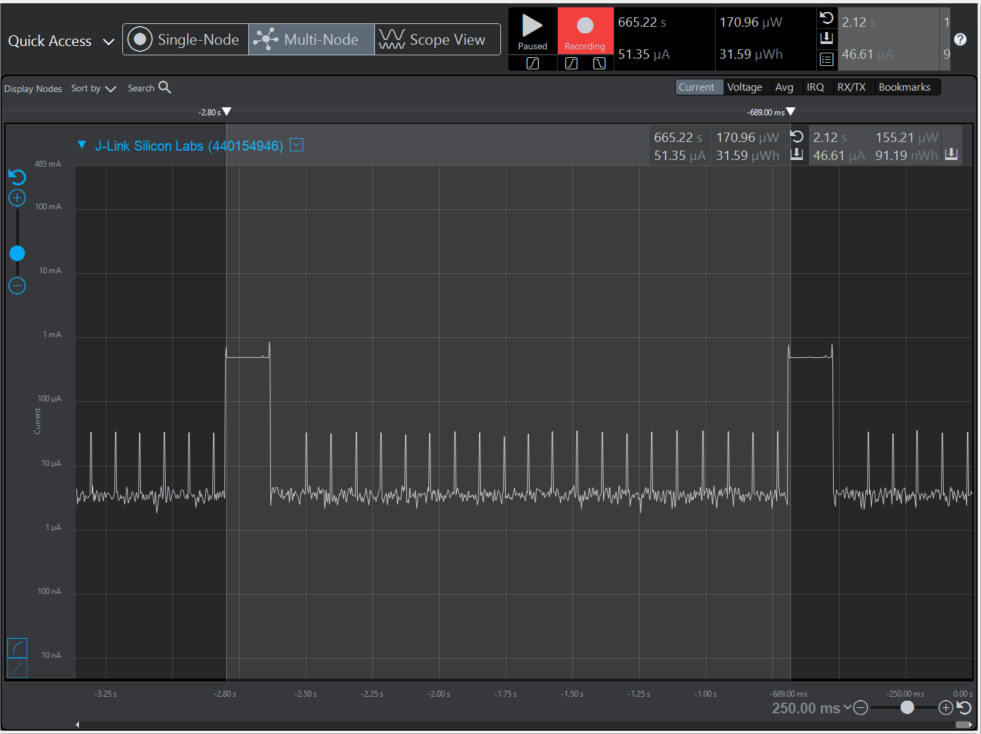 Quick Access Single-Node Multi-Node Scope View
Paused Recording
665.22 s 170.96 µW 2.12 s 1
51.35 µA 31.59 µWh 46.61 µA 9
?
Display Nodes Sort by Search Current Voltage Avg IRQ RX/TX Bookmarks
-2.80 s -689.00 ms
J-Link Silicon Labs (440154946)
665.22 s 170.96 µW 2.12 s 155.21 µW
51.35 µA 31.59 µWh 46.61 µA 91.19 nWh
485 mA
100 mA
10 mA
1 mA
100 µA
Current
10 µA
1 µA
100 nA
10 nA
-3.25 s -2.80 s -2.50 s -2.25 s -2.00 s -1.75 s -1.50 s -1.25 s -1.00 s -689.00 ms -250.00 ms 0.00 s
250.00 ms